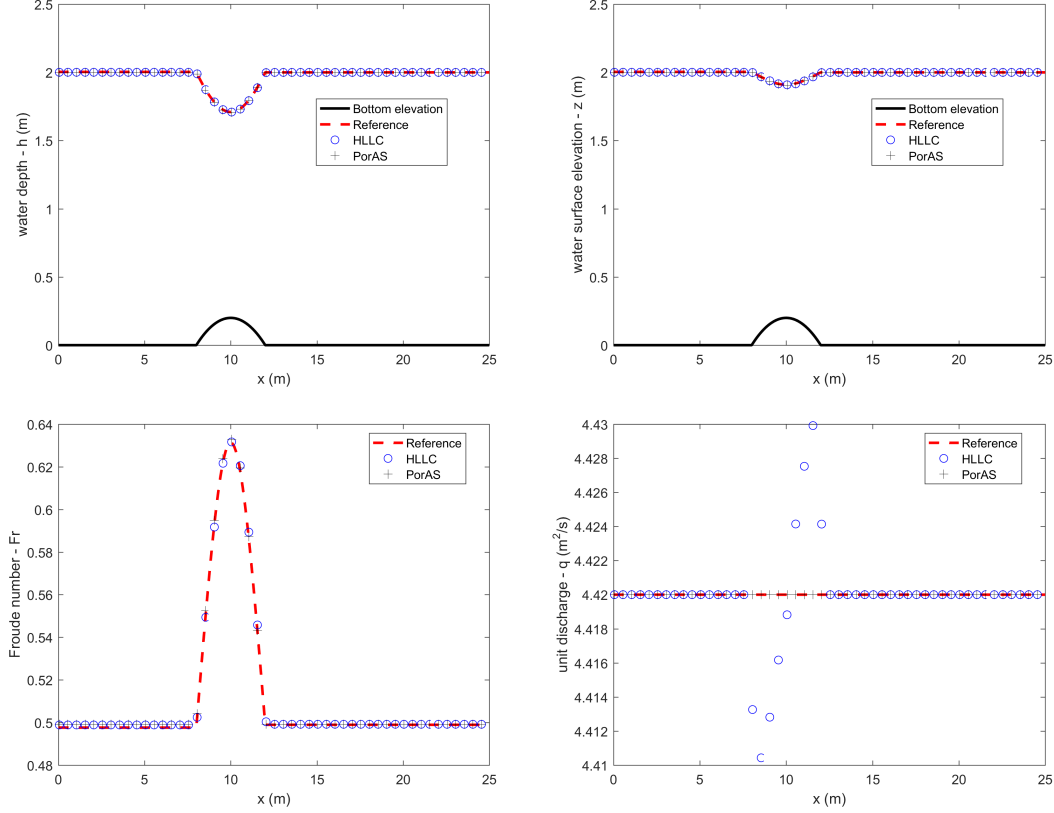 2.5
2
1.5
1
0.5
0
water depth - h (m)
0 5 10 15 20 25
x (m)
Bottom elevation
Reference
HLLC
PorAS
2.5
2
1.5
1
0.5
0
water surface elevation - z (m)
0 5 10 15 20 25
x (m)
Bottom elevation
Reference
HLLC
PorAS
0.64
0.62
0.6
0.58
0.56
0.54
0.52
0.5
0.48
Froude number - Fr
0 5 10 15 20 25
x (m)
Reference
HLLC
PorAS
4.43
4.428
4.426
4.424
4.422
4.42
4.418
4.416
4.414
4.412
4.41
unit discharge - q (m²/s)
0 5 10 15 20 25
x (m)
Reference
HLLC
PorAS